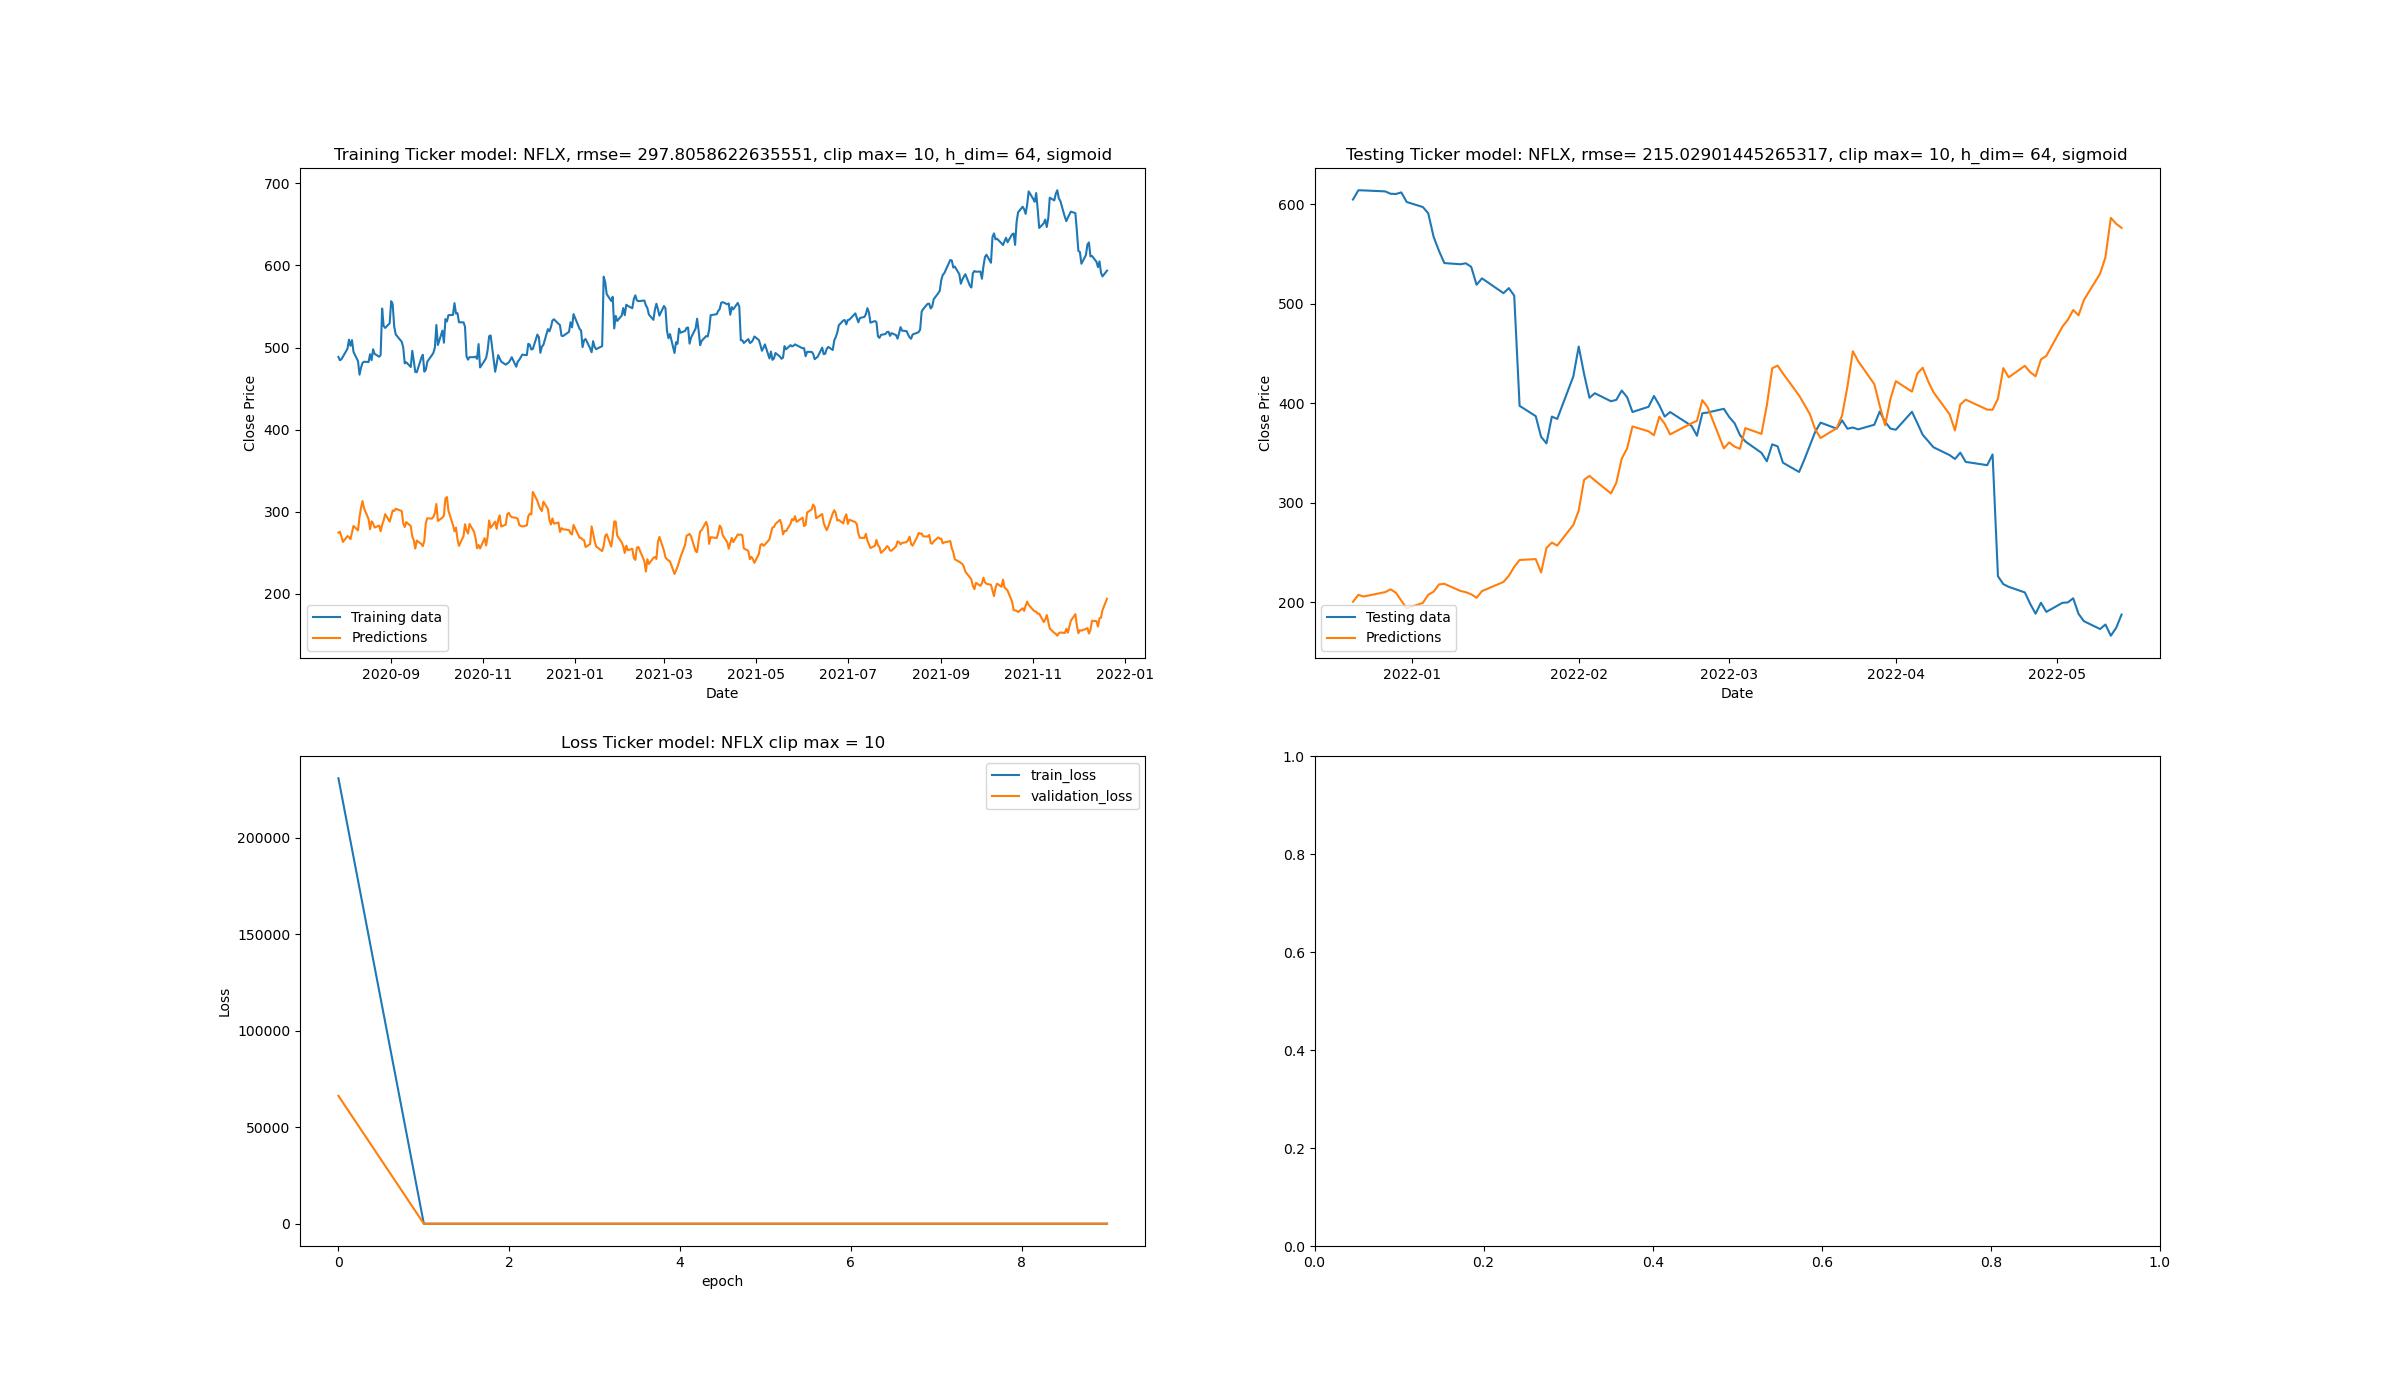 Training Ticker model: NFLX, rmse= 297.8058622635551, clip max= 10, h_dim= 64, sigmoid
700
600
500
400
300
200
Close Price
Training data
Predictions
2020-09 2020-11 2021-01 2021-03 2021-05 2021-07 2021-09 2021-11 2022-01
Date
Testing Ticker model: NFLX, rmse= 215.02901445265317, clip max= 10, h_dim= 64, sigmoid
600
500
400
300
200
Close Price
Testing data
Predictions
2022-01 2022-02 2022-03 2022-04 2022-05
Date
Loss Ticker model: NFLX clip max = 10
train_loss
validation_loss
200000
150000
100000
50000
0
Loss
0 2 4 6 8
epoch
1.0
0.8
0.6
0.4
0.2
0.0
0.0 0.2 0.4 0.6 0.8 1.0